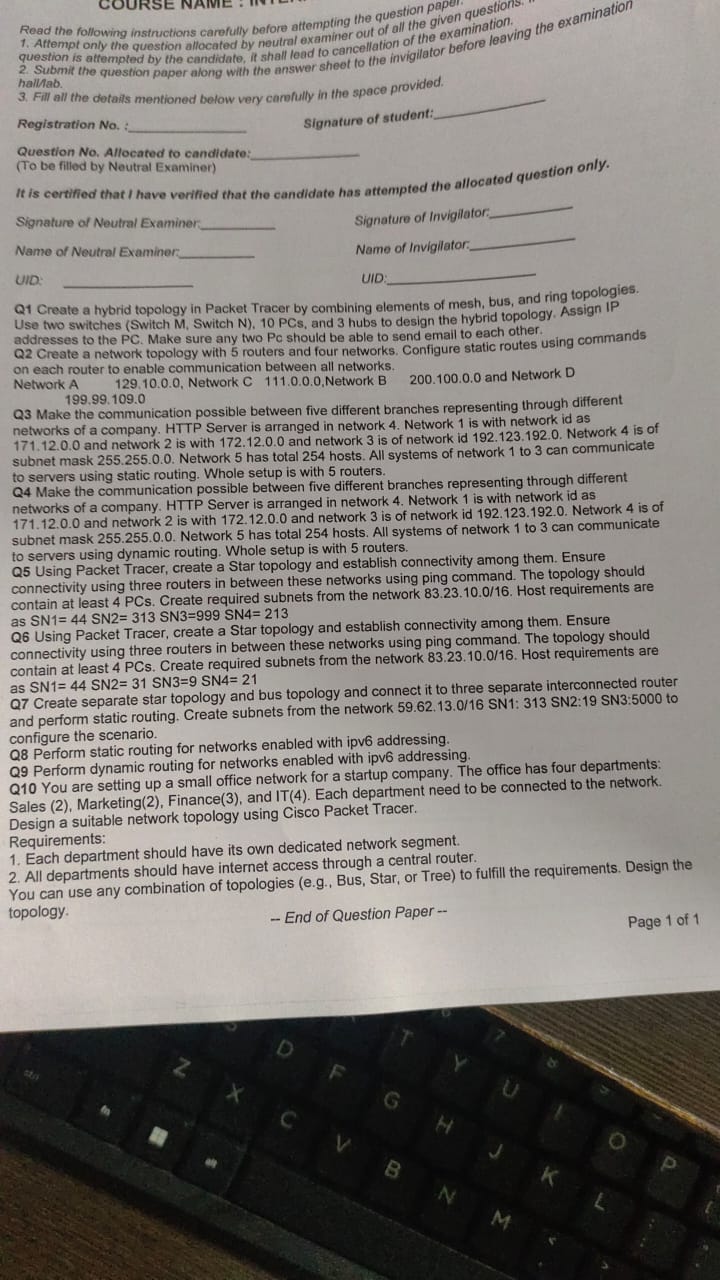 COURSE NAME : INTE
Read the following instructions carefully before attempting the question paper.
1. Attempt only the question allocated by neutral examiner out of all the given questions.
question is attempted by the candidate, it shall lead to cancellation of the examination.
2. Submit the question paper along with the answer sheet to the invigilator before leaving the examination
hall/lab.
3. Fill all the details mentioned below very carefully in the space provided.
Registration No. :_______________ Signature of student:_______________
Question No. Allocated to candidate:_______________
(To be filled by Neutral Examiner)
It is certified that I have verified that the candidate has attempted the allocated question only.
Signature of Neutral Examiner:__________ Signature of Invigilator:__________
Name of Neutral Examiner:__________ Name of Invigilator:__________
UID: _______________ UID:_______________
Q1 Create a hybrid topology in Packet Tracer by combining elements of mesh, bus, and ring topologies.
Use two switches (Switch M, Switch N), 10 PCs, and 3 hubs to design the hybrid topology. Assign IP
addresses to the PC. Make sure any two Pc should be able to send email to each other.
Q2 Create a network topology with 5 routers and four networks. Configure static routes using commands
on each router to enable communication between all networks.
Network A 129.10.0.0, Network C 111.0.0.0,Network B 200.100.0.0 and Network D
199.99.109.0
Q3 Make the communication possible between five different branches representing through different
networks of a company. HTTP Server is arranged in network 4. Network 1 is with network id as
171.12.0.0 and network 2 is with 172.12.0.0 and network 3 is of network id 192.123.192.0. Network 4 is of
subnet mask 255.255.0.0. Network 5 has total 254 hosts. All systems of network 1 to 3 can communicate
to servers using static routing. Whole setup is with 5 routers.
Q4 Make the communication possible between five different branches representing through different
networks of a company. HTTP Server is arranged in network 4. Network 1 is with network id as
171.12.0.0 and network 2 is with 172.12.0.0 and network 3 is of network id 192.123.192.0. Network 4 is of
subnet mask 255.255.0.0. Network 5 has total 254 hosts. All systems of network 1 to 3 can communicate
to servers using dynamic routing. Whole setup is with 5 routers.
Q5 Using Packet Tracer, create a Star topology and establish connectivity among them. Ensure
connectivity using three routers in between these networks using ping command. The topology should
contain at least 4 PCs. Create required subnets from the network 83.23.10.0/16. Host requirements are
as SN1= 44 SN2= 313 SN3=999 SN4= 213
Q6 Using Packet Tracer, create a Star topology and establish connectivity among them. Ensure
connectivity using three routers in between these networks using ping command. The topology should
contain at least 4 PCs. Create required subnets from the network 83.23.10.0/16. Host requirements are
as SN1= 44 SN2= 31 SN3=9 SN4= 21
Q7 Create separate star topology and bus topology and connect it to three separate interconnected router
and perform static routing. Create subnets from the network 59.62.13.0/16 SN1: 313 SN2:19 SN3:5000 to
configure the scenario.
Q8 Perform static routing for networks enabled with ipv6 addressing.
Q9 Perform dynamic routing for networks enabled with ipv6 addressing.
Q10 You are setting up a small office network for a startup company. The office has four departments:
Sales (2), Marketing(2), Finance(3), and IT(4). Each department need to be connected to the network.
Design a suitable network topology using Cisco Packet Tracer.
Requirements:
1. Each department should have its own dedicated network segment.
2. All departments should have internet access through a central router.
You can use any combination of topologies (e.g., Bus, Star, or Tree) to fulfill the requirements. Design the
topology.
-- End of Question Paper --
Page 1 of 1
T Y U I O P
D F G H J K L
Z X C V B N M